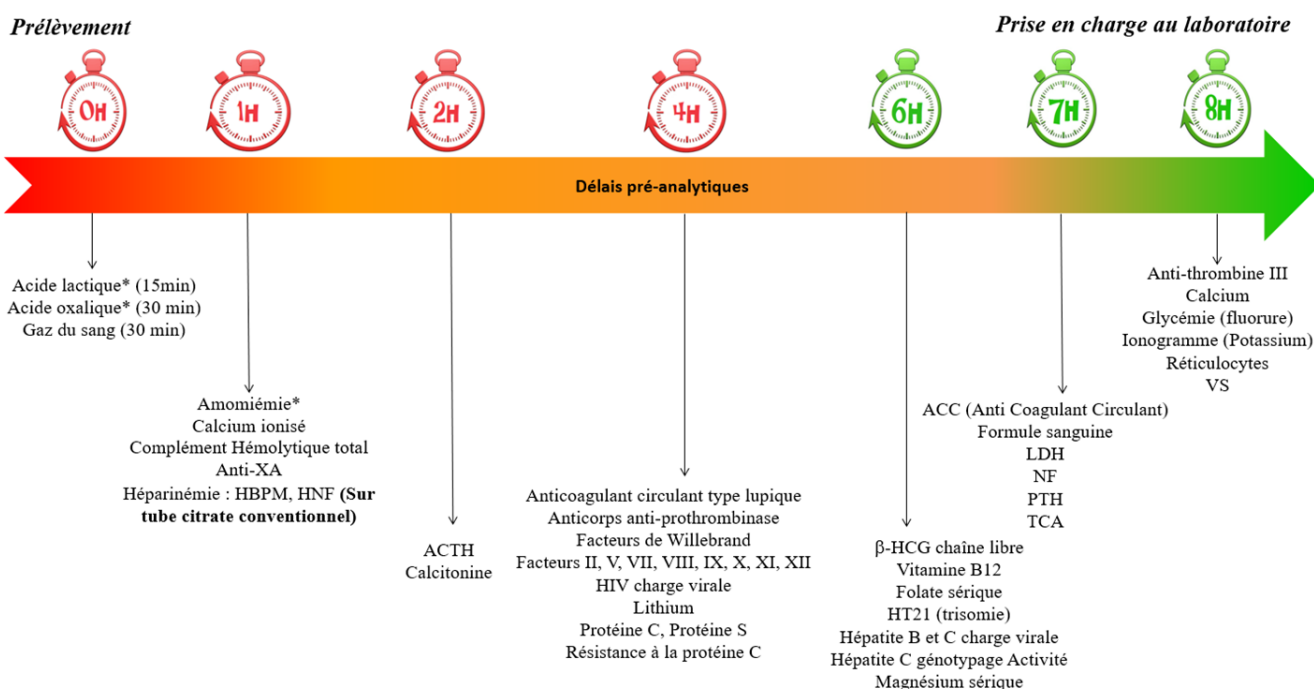 Prélèvement
Prise en charge au laboratoire
0H
1H
2H
4H
6H
7H
8H
Délais pré-analytiques
Acide lactique* (15min)
Acide oxalique* (30 min)
Gaz du sang (30 min)
Amomiémie*
Calcium ionisé
Complément Hémolytique total
Anti-XA
Héparinémie : HBPM, HNF (Sur
tube citrate conventionnel)
ACTH
Calcitonine
Anticoagulant circulant type lupique
Anticorps anti-prothrombinase
Facteurs de Willebrand
Facteurs II, V, VII, VIII, IX, X, XI, XII
HIV charge virale
Lithium
Protéine C, Protéine S
Résistance à la protéine C
β-HCG chaîne libre
Vitamine B12
Folate sérique
HT21 (trisomie)
Hépatite B et C charge virale
Hépatite C génotypage Activité
Magnésium sérique
ACC (Anti Coagulant Circulant)
Formule sanguine
LDH
NF
PTH
TCA
Anti-thrombine III
Calcium
Glycémie (fluorure)
Ionogramme (Potassium)
Réticulocytes
VS